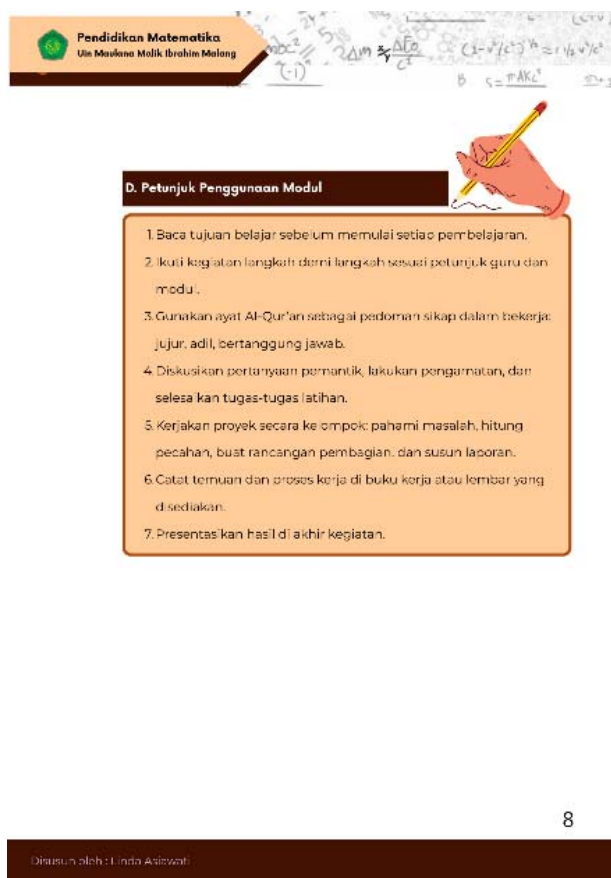 Pendidikan Matematika
Uin Maulana Malik Ibrahim Malang
D. Petunjuk Penggunaan Modul
1. Baca tujuan belajar sebelum memulai setiap pembelajaran.
2. Ikuti kegiatan langkah demi langkah sesuai petunjuk guru dan
modul.
3. Gunakan ayat Al-Qur'an sebagai pedoman sikap dalam bekerja:
jujur, adil, bertanggung jawab.
4. Diskusikan pertanyaan pemantik, lakukan pengamatan, dan
selesaikan tugas-tugas latihan.
5. Kerjakan proyek secara kelompok: pahami masalah, hitung
pecahan, buat rancangan pembagian, dan susun laporan.
6. Catat temuan dan proses kerja di buku kerja atau lembar yang
disediakan.
7. Presentasikan hasil di akhir kegiatan.
8
Disusun oleh : Linda Asiawati